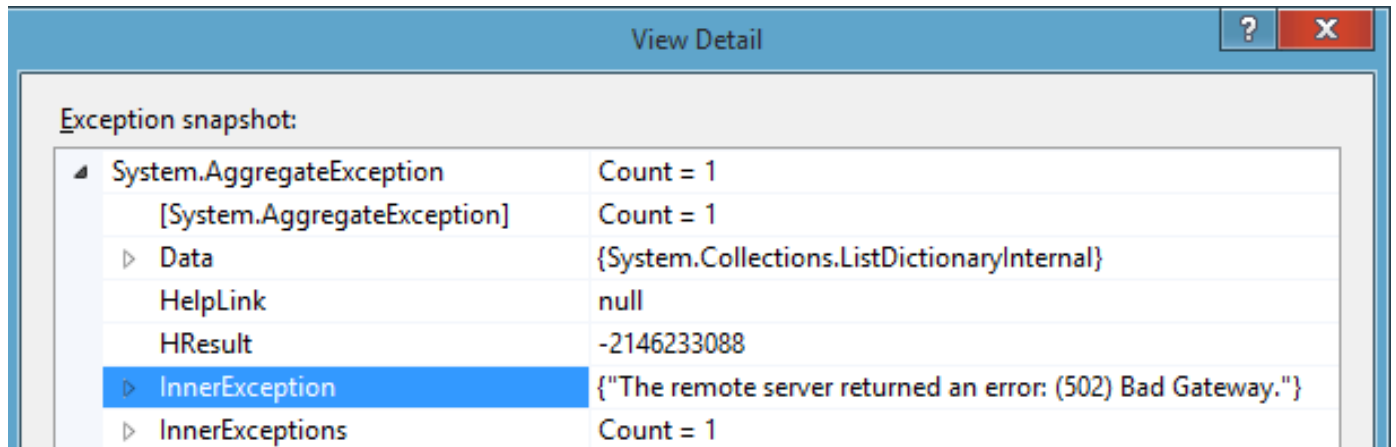 View Detail
?
X
Exception snapshot:
System.AggregateException Count = 1
[System.AggregateException] Count = 1
Data {System.Collections.ListDictionaryInternal}
HelpLink null
HResult -2146233088
InnerException {"The remote server returned an error: (502) Bad Gateway."}
InnerExceptions Count = 1